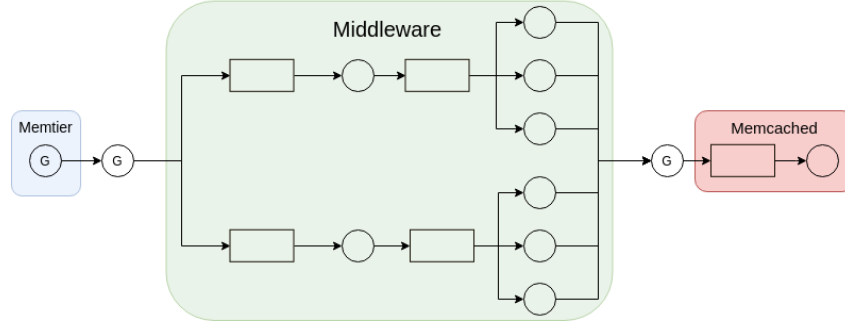 Middleware
Memtier
G
G
G
Memcached